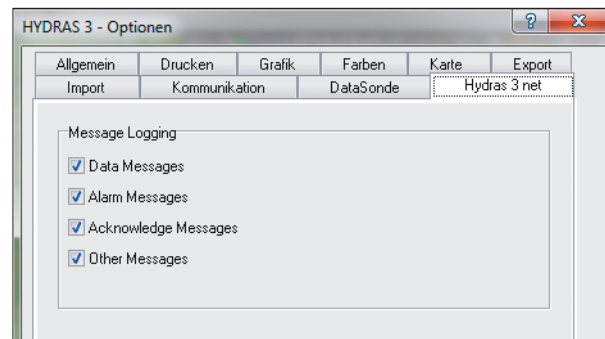 HYDRAS 3 - Optionen
Allgemein Drucken Grafik Farben Karte Export
Import Kommunikation DataSonde Hydras 3 net
Message Logging
Data Messages
Alarm Messages
Acknowledge Messages
Other Messages